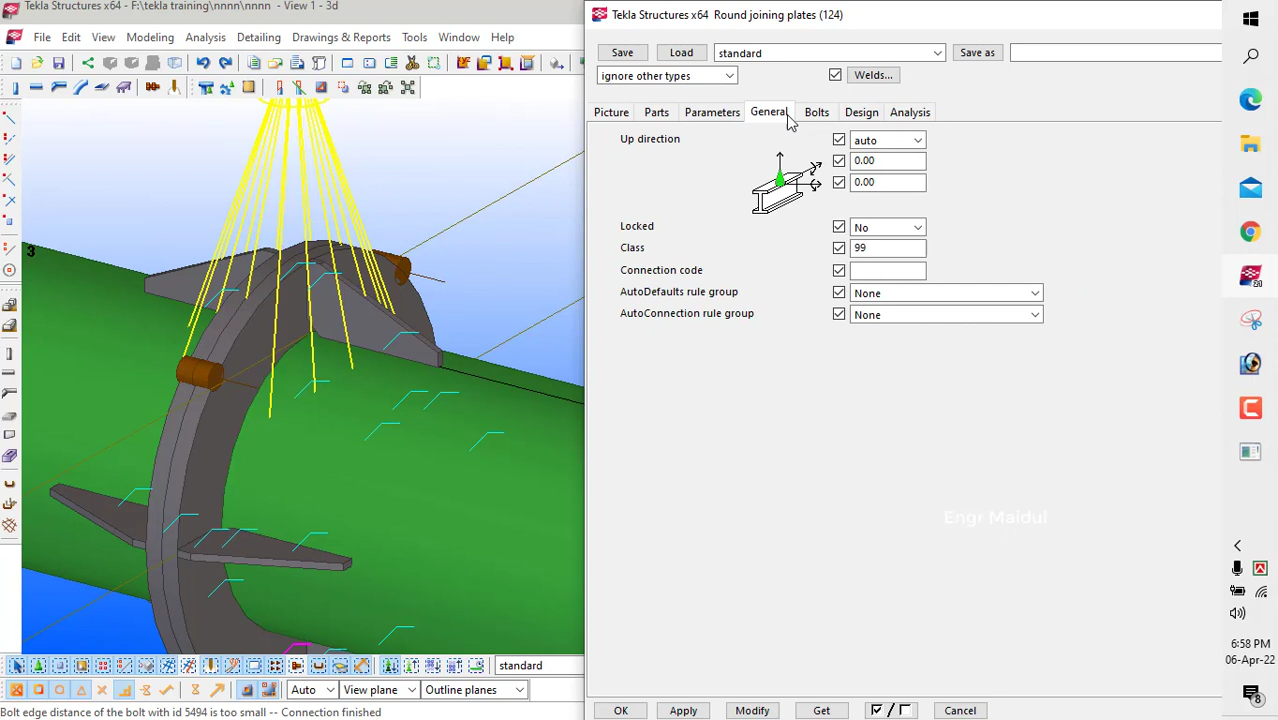 Tekla Structures x64 - F:\tekla training\nnnn\nnnn - View 1 - 3d
File Edit View Modeling Analysis Detailing Drawings & Reports Tools Window Help
3
Tekla Structures x64 Round joining plates (124)
Save Load standard Save as
ignore other types Welds...
Picture Parts Parameters General Bolts Design Analysis
Up direction auto
0.00
0.00
Locked No
Class 99
Connection code
AutoDefaults rule group None
AutoConnection rule group None
Engr Maidul
standard
Auto View plane Outline planes
Bolt edge distance of the bolt with id 5494 is too small -- Connection finished
OK Apply Modify Get / Cancel
6:58 PM
06-Apr-22
8